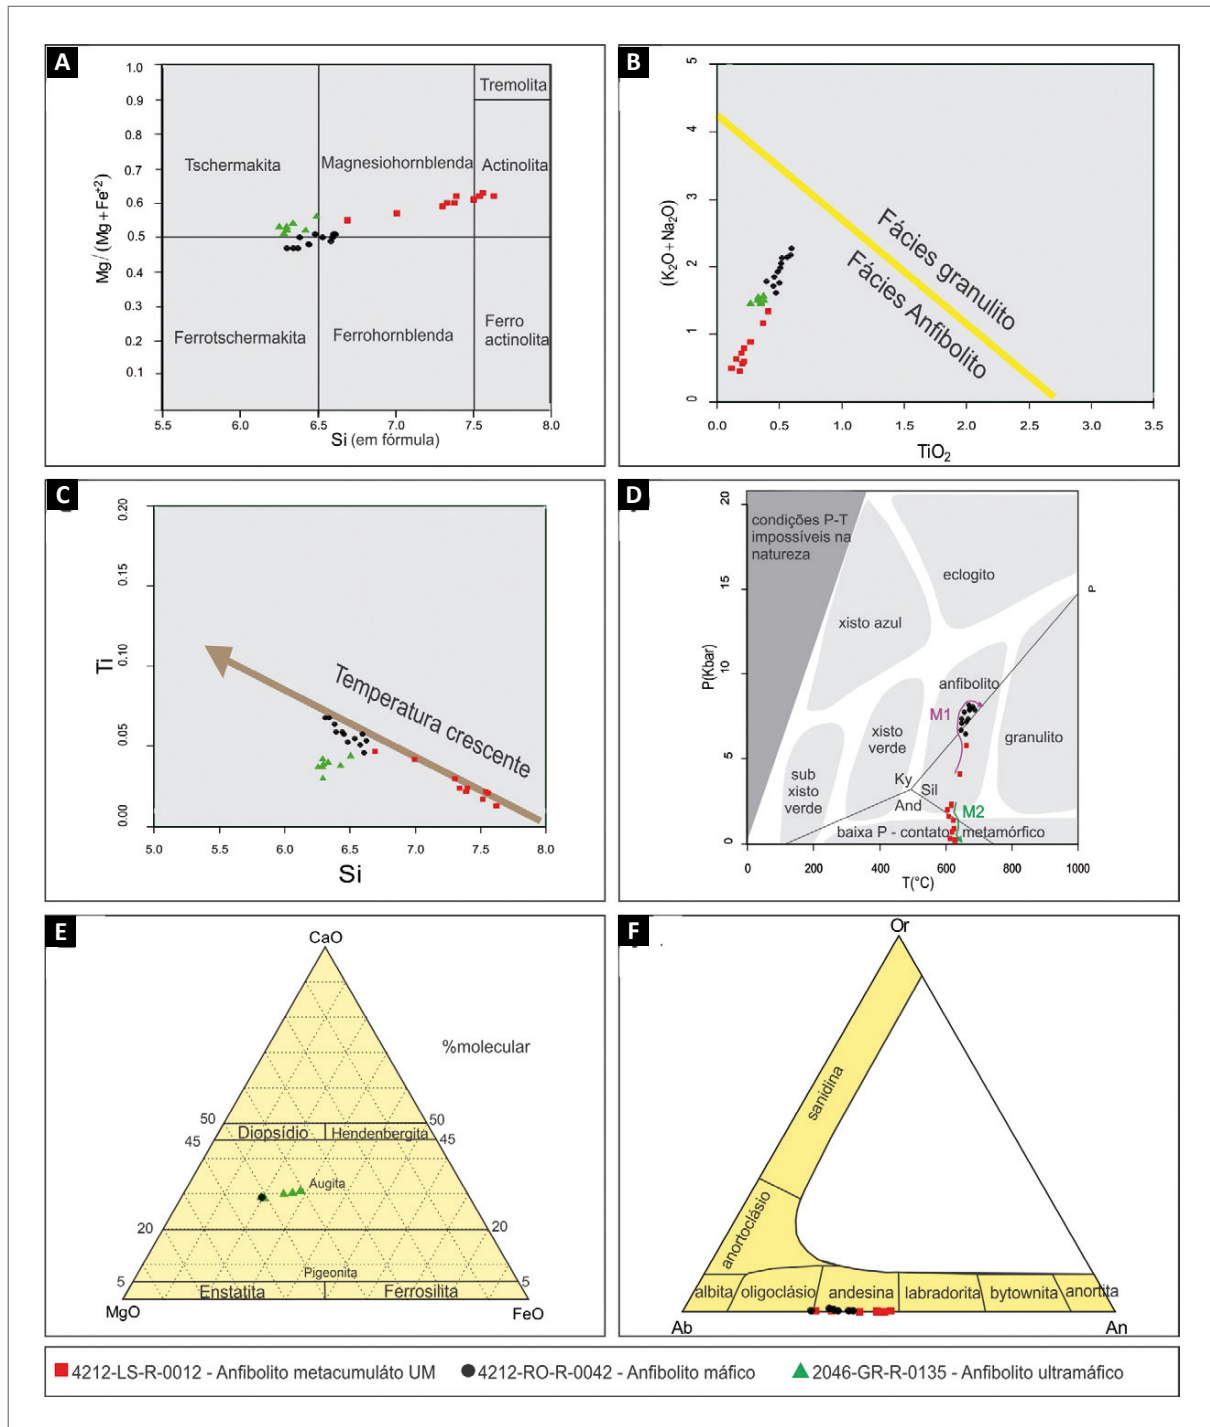 A
1.0
0.9
0.8
0.7
0.6
0.5
0.4
0.3
0.2
0.1
Mg/(Mg+Fe+2)
Tremolita
Tschermakita
Magnesiohornblenda
Actinolita
Ferrotschermakita
Ferrohornblenda
Ferro
actinolita
5.5 6.0 6.5 7.0 7.5 8.0
Si (em fórmula)
B
5
4
3
2
1
0
(K2O+Na2O)
Fácies granulito
Fácies Anfibolito
0.0 1.0 1.5 2.0 2.5 3.0 3.5
TiO2
C
0.20
0.15
0.10
0.05
0.00
Ti
Temperatura crescente
5.0 5.5 6.0 6.5 7.0 7.5 8.0
Si
D
20
15
10
5
0
P(Kbar)
condições P-T
impossíveis na
natureza
eclogito
P
xisto azul
anfibolito
M1
xisto
verde
granulito
sub
xisto
verde
Ky
Sil
And
M2
baixa P - contato metamórfico
0 200 400 600 800 1000
T(°C)
E
CaO
%molecular
50 50
45 Diopsídio Hendenbergita 45
Augita
20 20
Pigeonita
5 Enstatita Ferrosilita 5
MgO FeO
F
Or
sanidina
anortoclásio
albita oligoclásio andesina labradorita bytownita anortita
Ab An
4212-LS-R-0012 - Anfibolito metacumuláto UM 4212-RO-R-0042 - Anfibolito máfico 2046-GR-R-0135 - Anfibolito ultramáfico